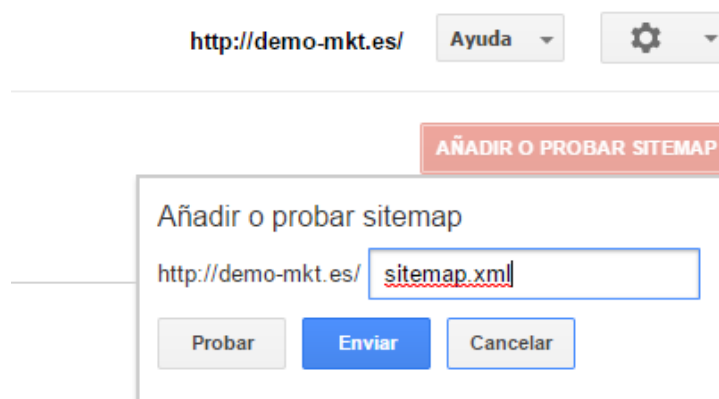 http://demo-mkt.es/ Ayuda
AÑADIR O PROBAR SITEMAP
Añadir o probar sitemap
http://demo-mkt.es/ sitemap.xml
Probar Enviar Cancelar